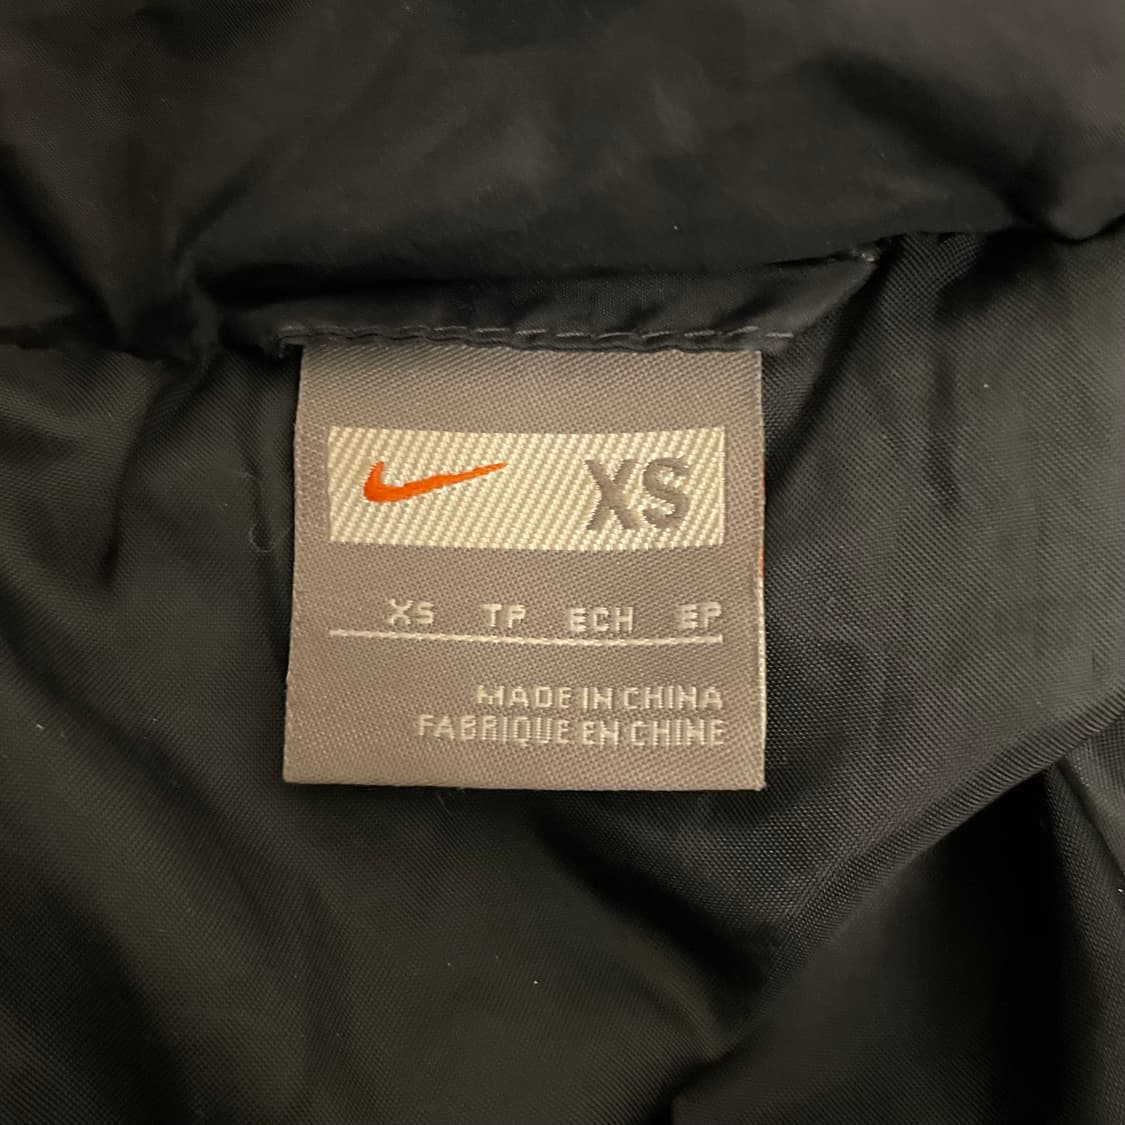 XS
XS TP ECH EP
MADE IN CHINA
FABRIQUE EN CHINE